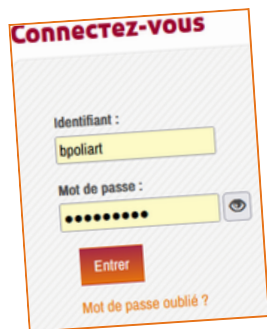 Connectez-vous
Identifiant :
bpoliart
Mot de passe :
•••••••••
Entrer
Mot de passe oublié ?